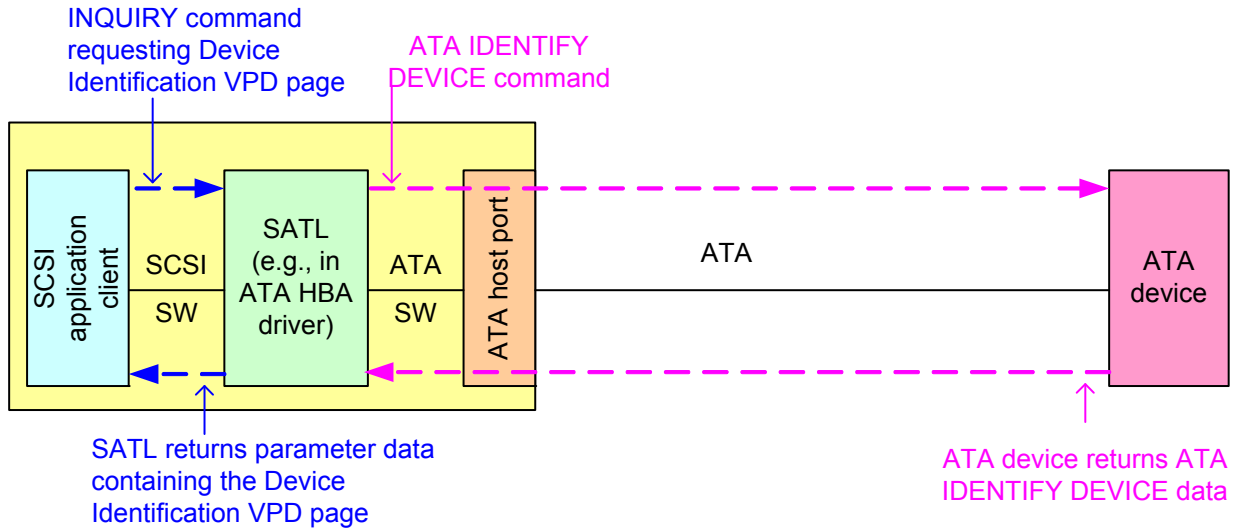 INQUIRY command
requesting Device
Identification VPD page
ATA IDENTIFY
DEVICE command
SCSI
application
client
SCSI
SW
SATL
(e.g., in
ATA HBA
driver)
ATA
SW
ATA host port
ATA
ATA
device
SATL returns parameter data
containing the Device
Identification VPD page
ATA device returns ATA
IDENTIFY DEVICE data